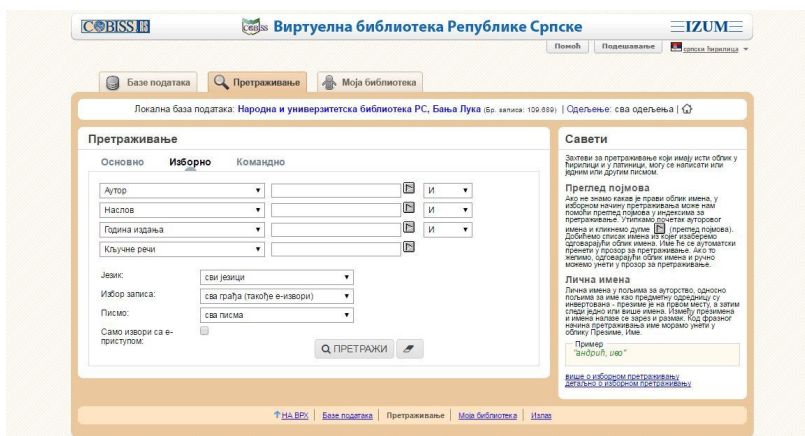 COBISS
COBISS Виртуелна библиотека Републике Српске
IZUM
Помоћ Подешавање српски ћирилица
Базе података Претраживање Моја библиотека
Локална база података: Народна и универзитетска библиотека РС, Бања Лука (Бр. записа: 109.689) | Одељење: сва одељења |
Претраживање
Основно Изборно Командно
Аутор И
Наслов И
Година издања И
Кључне речи
Језик: сви језици
Избор записа: сва грађа (такође е-извори)
Писмо: сва писма
Само извори са е-
приступом:
ПРЕТРАЖИ
Савети
Захтеви за претраживање који имају исти облик у
ћирилици и у латиници, могу се написати или
једним или другим писмом.
Преглед појмова
Ако не знамо какав је прави облик имена, у
изборном начину претраживања може нам
помоћи преглед појмова у индексима за
претраживање. Утипкамо почетак ауторовог
имена и кликнемо дугме (преглед појмова).
Добићемо списак имена из којег изаберемо
одговарајући облик имена. Име ће се аутоматски
пренети у прозор за претраживање. Ако то
желимо, одговарајући облик имена и ручно
можемо унети у прозор за претраживање.
Лична имена
Лична имена у пољима за ауторство, односно
пољима за име као предметну одредницу су
инвертована - презиме је на првом месту, а затим
следи једно или више имена. Између презимена
и имена налазе се зарез и размак. Код фразног
начина претраживања име морамо унети у
облику Презиме, Име.
Пример
"андрић, иво"
више о изборном претраживању
детаљно о изборном претраживању
НА ВРХ | Базе података | Претраживање | Моја библиотека | Излаз